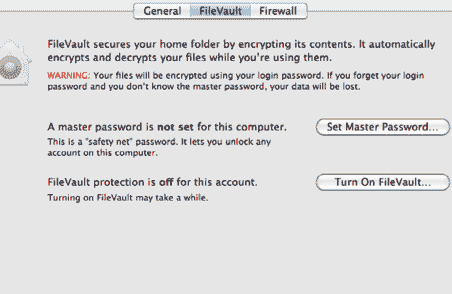 General FileVault Firewall
FileVault secures your home folder by encrypting its contents. It automatically
encrypts and decrypts your files while you're using them.
WARNING: Your files will be encrypted using your login password. If you forget your login
password and you don't know the master password, your data will be lost.
A master password is not set for this computer.
Set Master Password...
This is a "safety net" password. It lets you unlock any
account on this computer.
FileVault protection is off for this account.
Turn On FileVault...
Turning on FileVault may take a while.